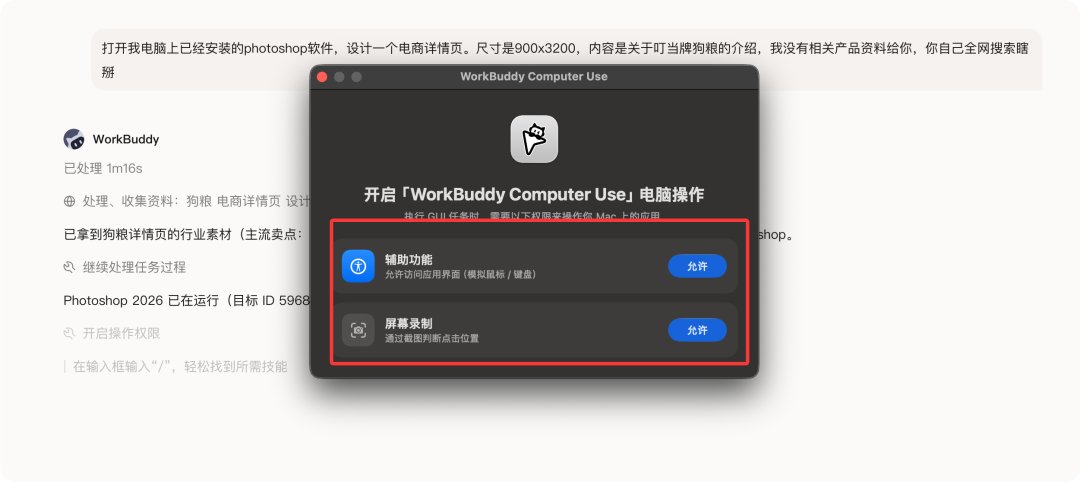 打开我电脑上已经安装的photoshop软件，设计一个电商详情页。尺寸是900x3200，内容是关于叮当牌狗粮的介绍，我没有相关产品资料给你，你自己全网搜索瞎
掰
WorkBuddy Computer Use
WorkBuddy
已处理 1m16s
开启「WorkBuddy Computer Use」电脑操作
处理、收集资料：狗粮 电商详情页 设计
执行 GUI 任务时，需要以下权限来操作你 Mac 上的应用
已拿到狗粮详情页的行业素材（主流卖点：
shop。
辅助功能
允许访问应用界面 (模拟鼠标 / 键盘)
允许
继续处理任务过程
Photoshop 2026 已在运行（目标 ID 5968
屏幕录制
通过截图判断点击位置
允许
开启操作权限
在输入框输入“/”，轻松找到所需技能